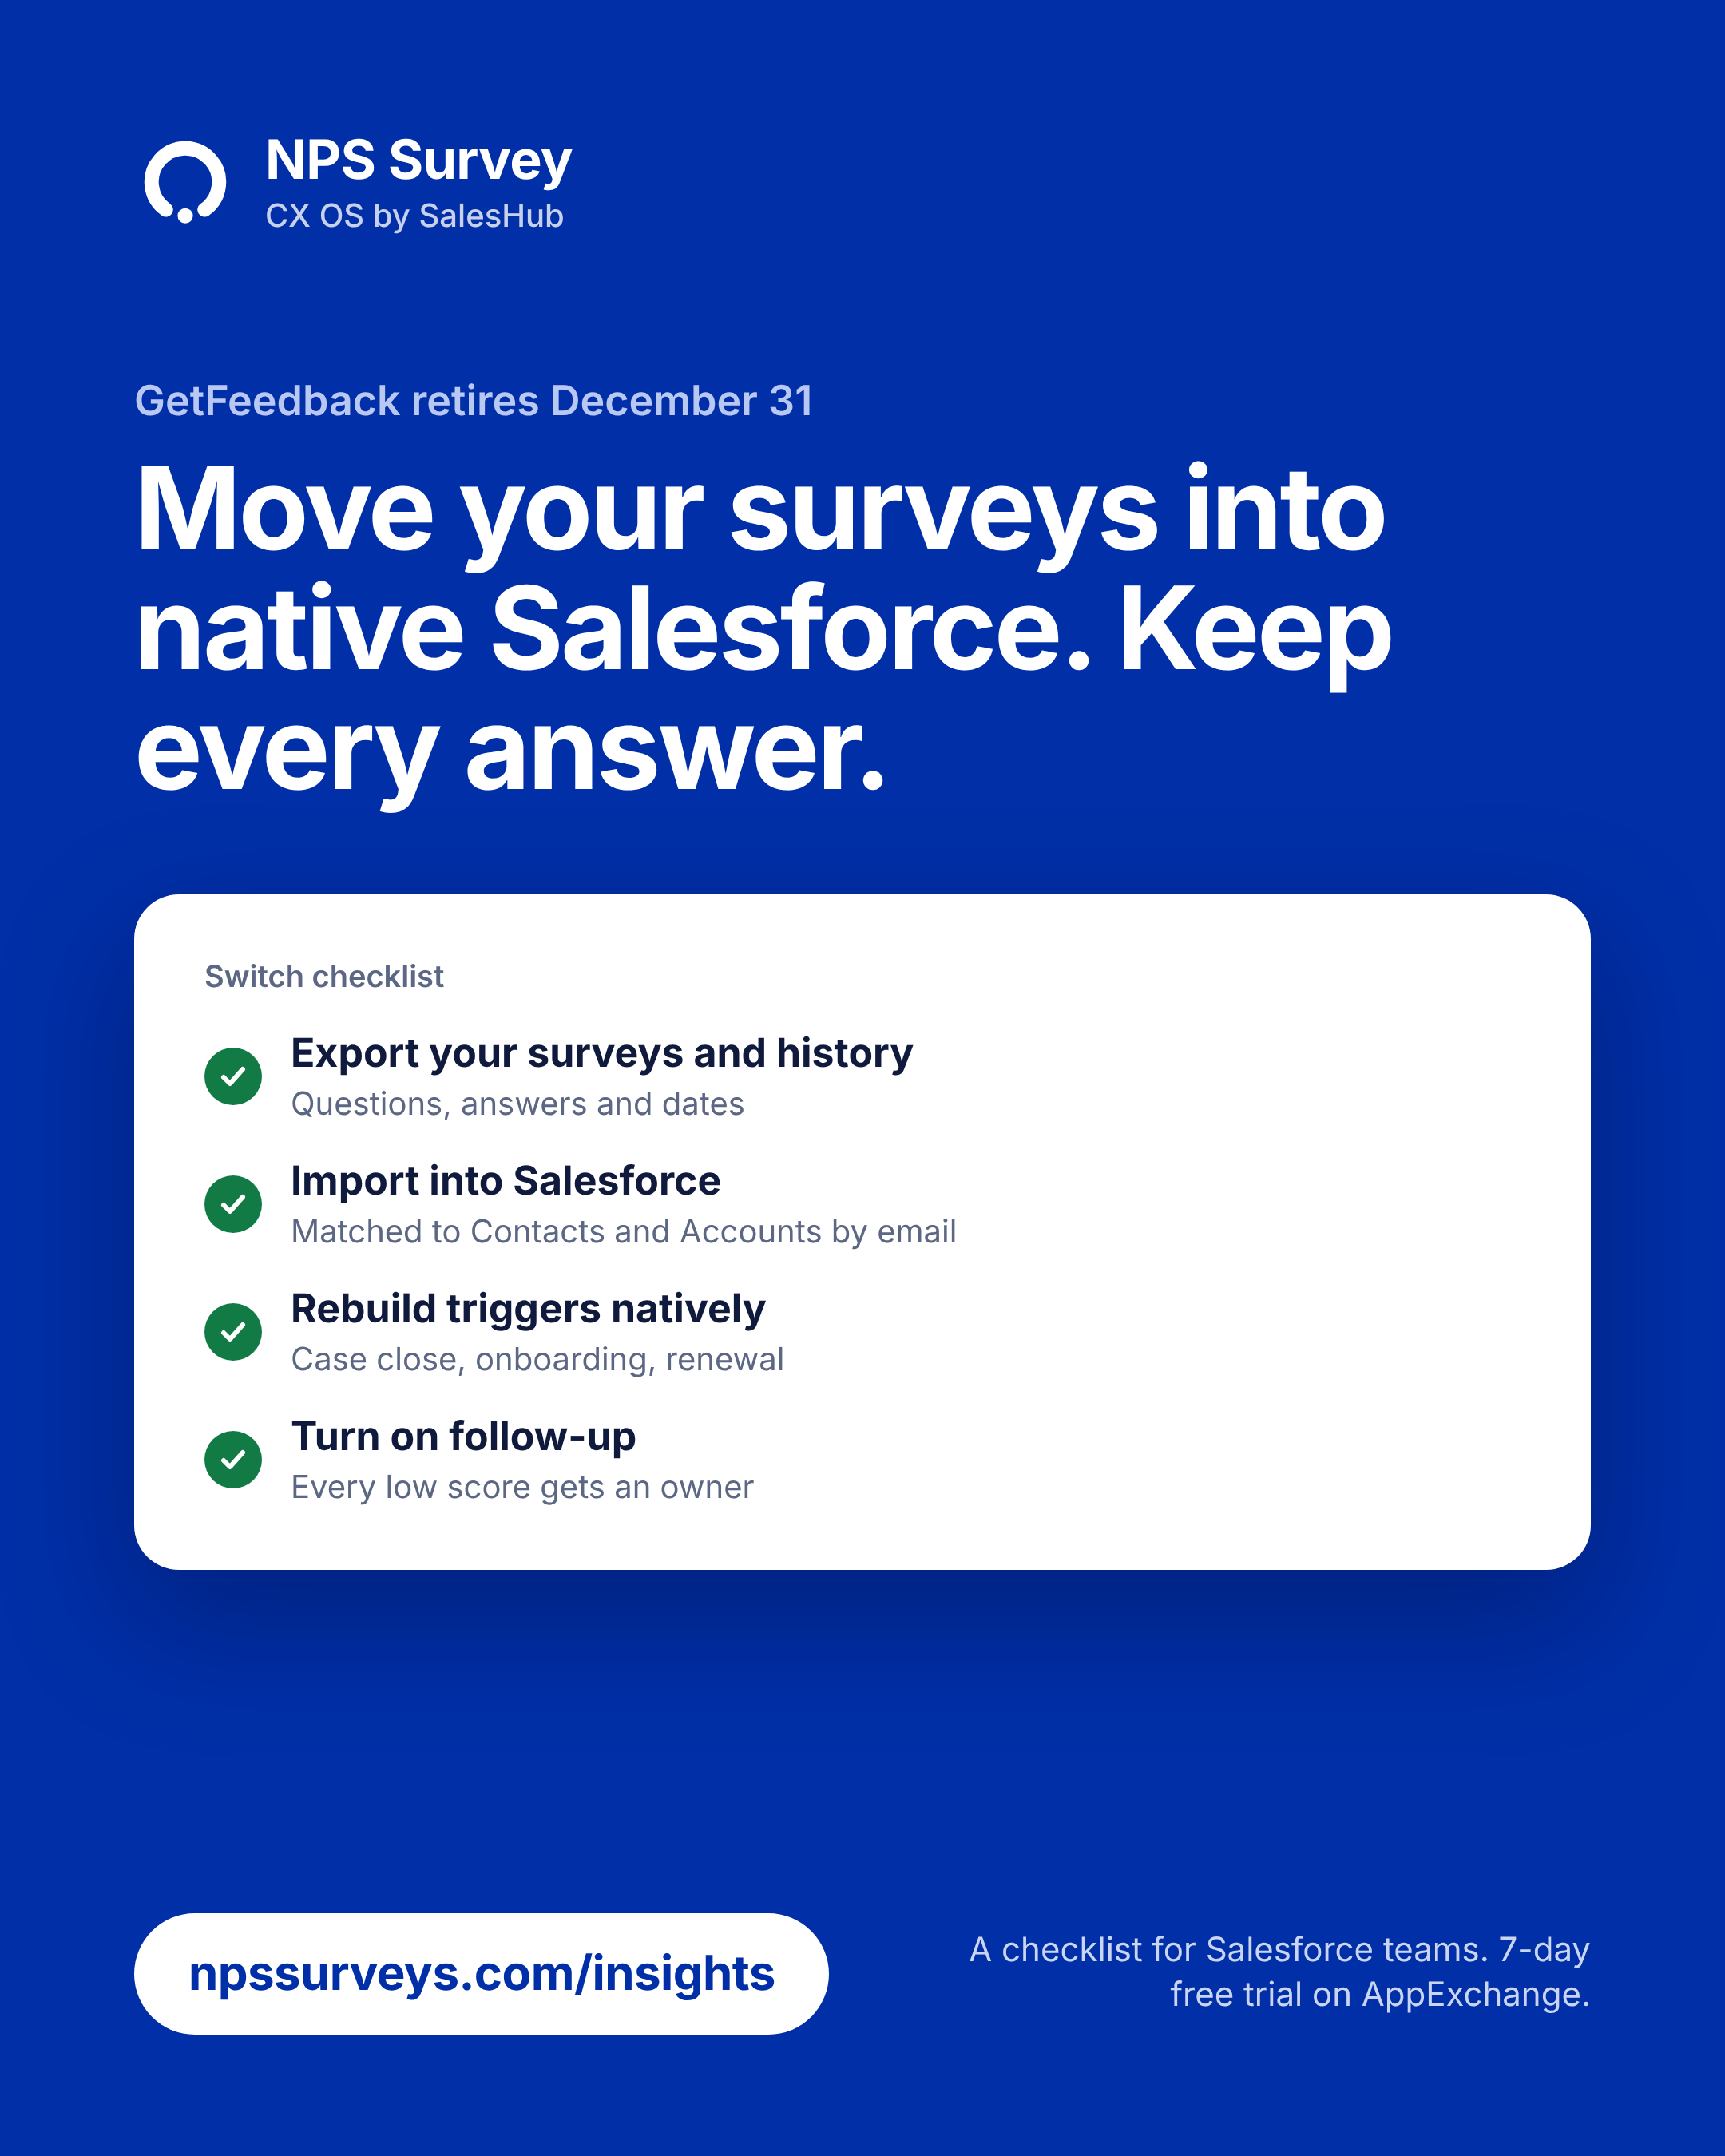 NPS Survey
CX OS by SalesHub
GetFeedback retires December 31
Move your surveys into
native Salesforce. Keep
every answer.
Switch checklist
Export your surveys and history
Questions, answers and dates
Import into Salesforce
Matched to Contacts and Accounts by email
Rebuild triggers natively
Case close, onboarding, renewal
Turn on follow-up
Every low score gets an owner
npssurveys.com/insights
A checklist for Salesforce teams. 7-day
free trial on AppExchange.